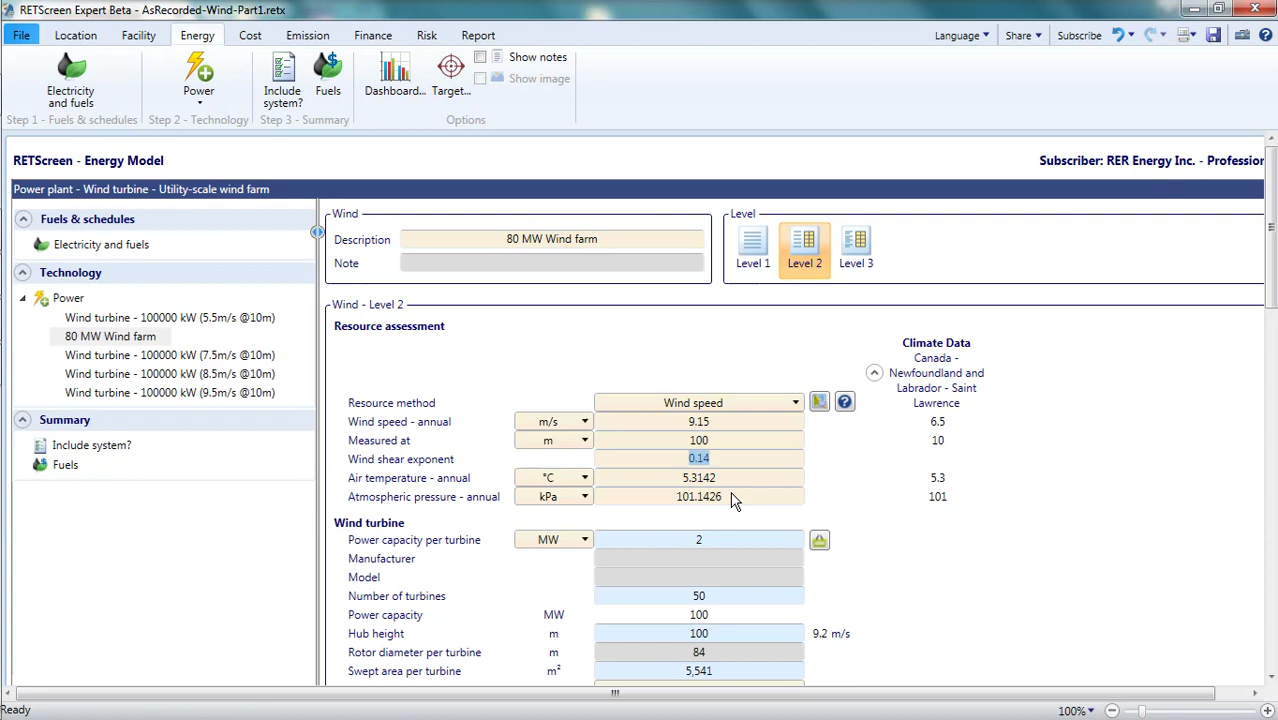 RETScreen Expert Beta - AsRecorded-Wind-Part1.retx
File Location Facility Energy Cost Emission Finance Risk Report Language Share Subscribe
Electricity and fuels
Step 1 - Fuels & schedules
Power
Step 2 - Technology
Include system?
Fuels
Step 3 - Summary
Dashboard...
Target...
Show notes
Show image
Options
RETScreen - Energy Model
Subscriber: RER Energy Inc. - Profession
Power plant - Wind turbine - Utility-scale wind farm
Fuels & schedules
Electricity and fuels
Technology
Power
Wind turbine - 100000 kW (5.5m/s @10m)
80 MW Wind farm
Wind turbine - 100000 kW (7.5m/s @10m)
Wind turbine - 100000 kW (8.5m/s @10m)
Wind turbine - 100000 kW (9.5m/s @10m)
Summary
Include system?
Fuels
Wind
Description 80 MW Wind farm
Note
Level
Level 1 Level 2 Level 3
Wind - Level 2
Resource assessment
Climate Data
Canada -
Newfoundland and
Labrador - Saint
Lawrence
Resource method Wind speed
Wind speed - annual m/s 9.15 6.5
Measured at m 100 10
Wind shear exponent 0.14
Air temperature - annual °C 5.3142 5.3
Atmospheric pressure - annual kPa 101.1426 101
Wind turbine
Power capacity per turbine MW 2
Manufacturer
Model
Number of turbines 50
Power capacity MW 100
Hub height m 100 9.2 m/s
Rotor diameter per turbine m 84
Swept area per turbine m² 5,541
Ready
100%